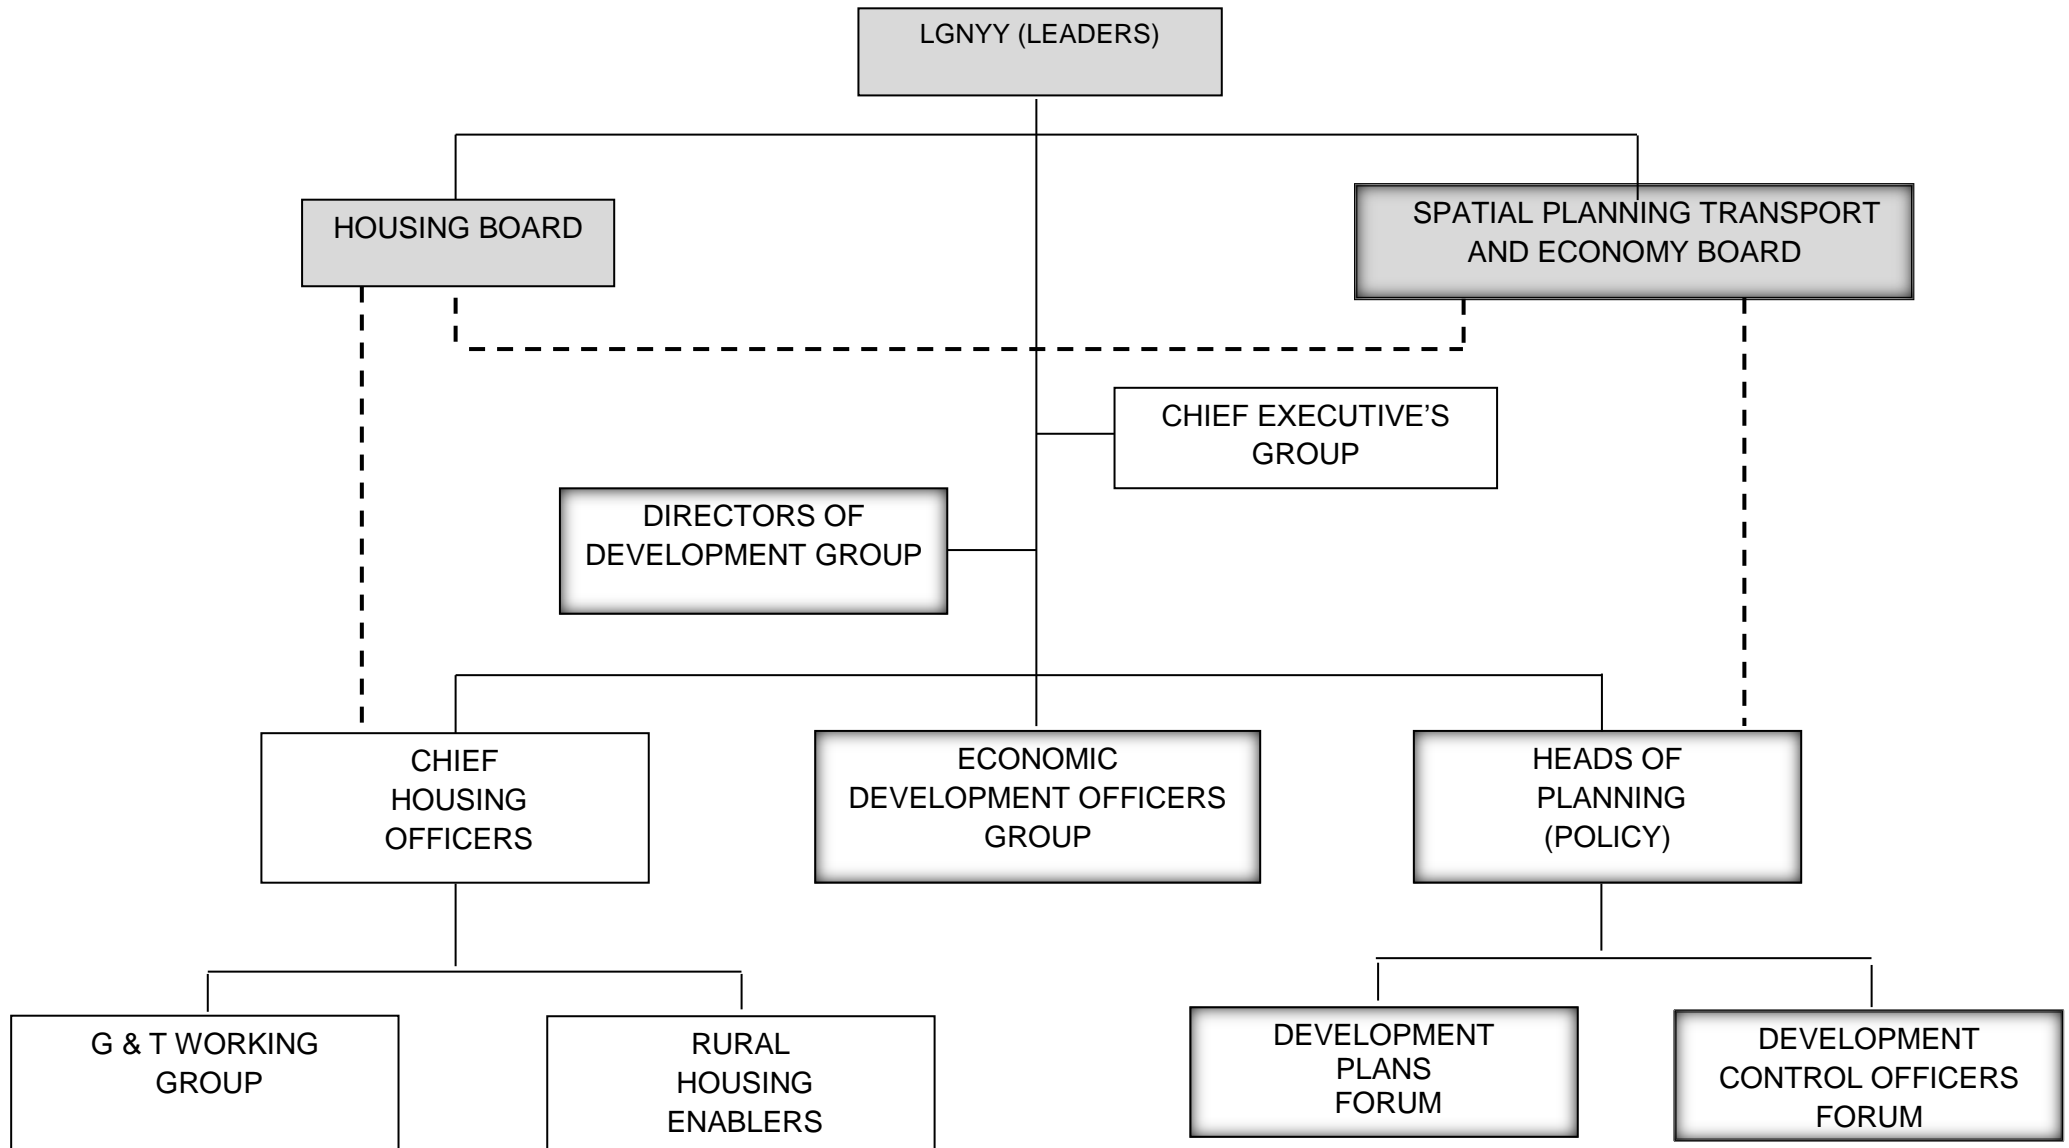 LGNYY (LEADERS)
HOUSING BOARD
SPATIAL PLANNING TRANSPORT
AND ECONOMY BOARD
CHIEF EXECUTIVE’S
GROUP
DIRECTORS OF
DEVELOPMENT GROUP
CHIEF
HOUSING
OFFICERS
ECONOMIC
DEVELOPMENT OFFICERS
GROUP
HEADS OF
PLANNING
(POLICY)
G & T WORKING
GROUP
RURAL
HOUSING
ENABLERS
DEVELOPMENT
PLANS
FORUM
DEVELOPMENT
CONTROL OFFICERS
FORUM